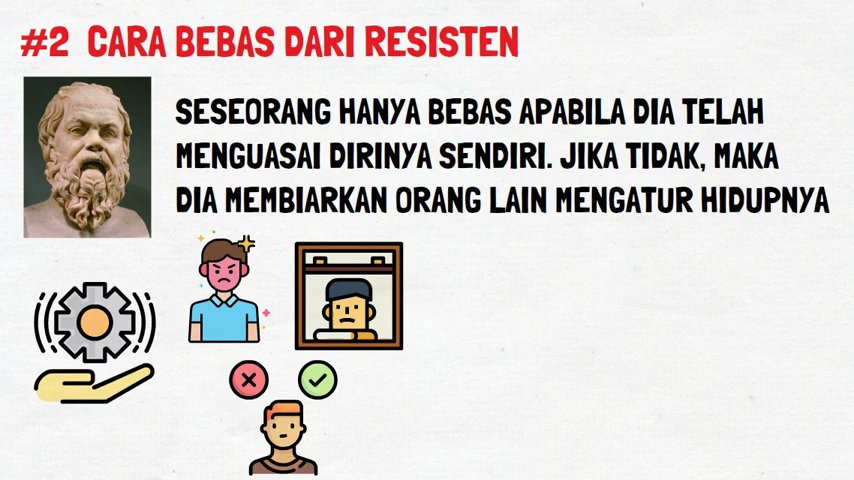 #2 CARA BEBAS DARI RESISTEN
SESEORANG HANYA BEBAS APABILA DIA TELAH
MENGUASAI DIRINYA SENDIRI. JIKA TIDAK, MAKA
DIA MEMBIARKAN ORANG LAIN MENGATUR HIDUPNYA